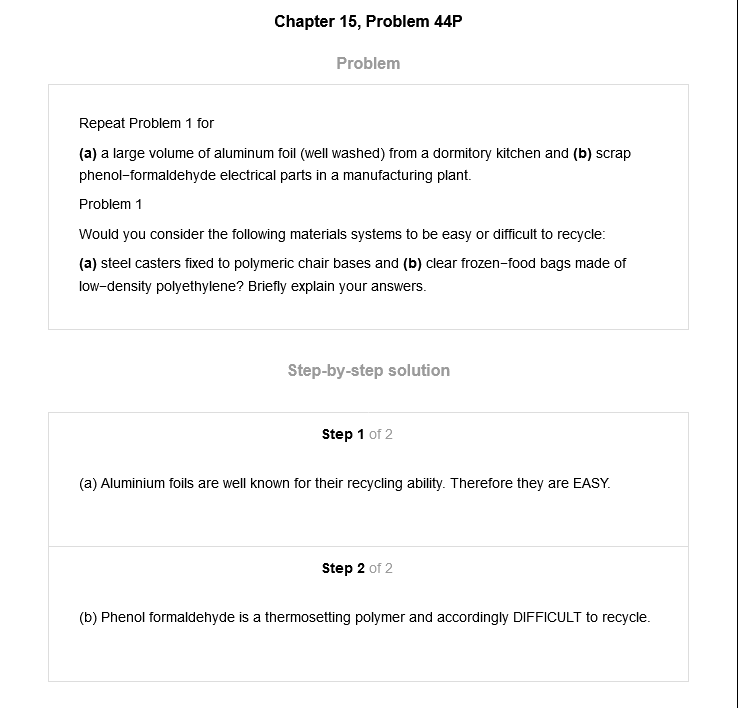 Chapter 15, Problem 44P
Problem
Repeat Problem 1 for
(a) a large volume of aluminum foil (well washed) from a dormitory kitchen and (b) scrap
phenol−formaldehyde electrical parts in a manufacturing plant.
Problem 1
Would you consider the following materials systems to be easy or difficult to recycle:
(a) steel casters fixed to polymeric chair bases and (b) clear frozen−food bags made of
low−density polyethylene? Briefly explain your answers.
Step-by-step solution
Step 1 of 2
(a) Aluminium foils are well known for their recycling ability. Therefore they are EASY.
Step 2 of 2
(b) Phenol formaldehyde is a thermosetting polymer and accordingly DIFFICULT to recycle.